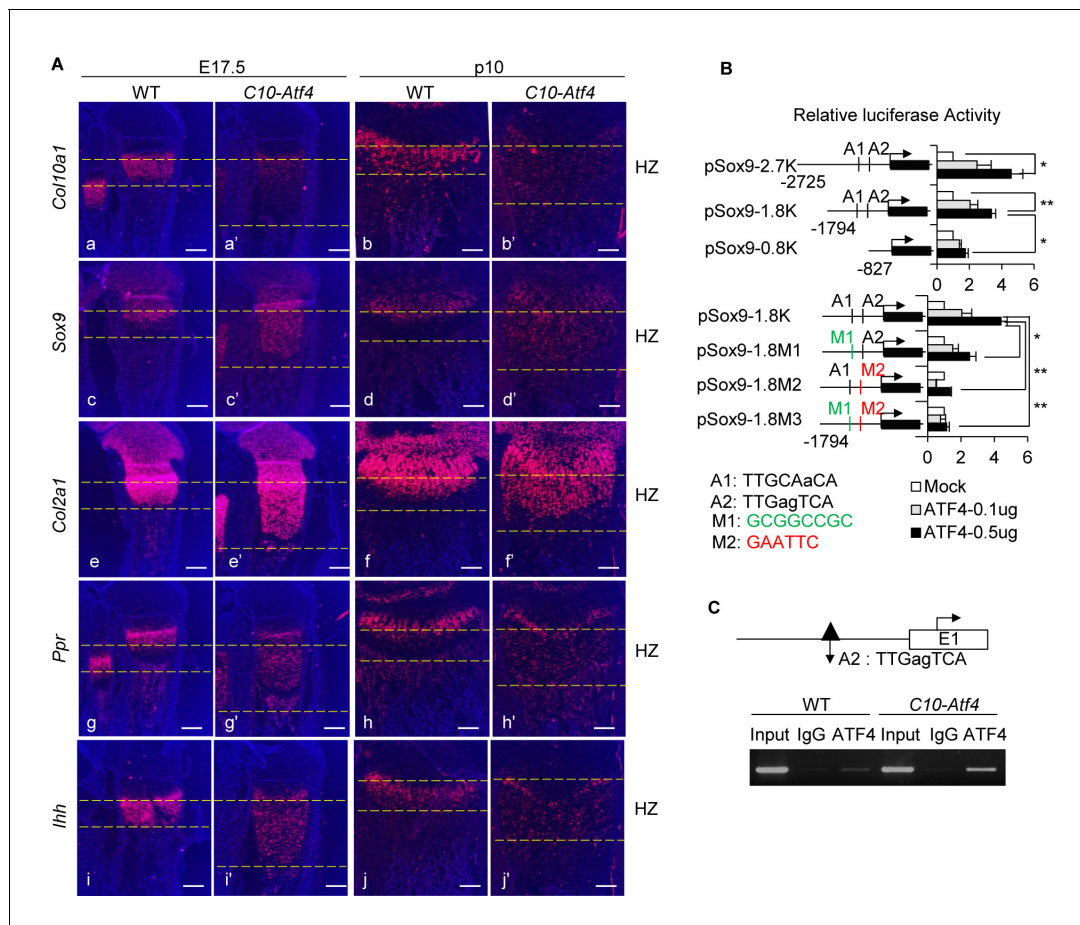 A
E17.5 p10
WT C10-Atf4 WT C10-Atf4
Col10a1 a a' b b' HZ
Sox9 c c' d d' HZ
Col2a1 e e' f f' HZ
Ppr g g' h h' HZ
Ihh i i' j j' HZ
B
Relative luciferase Activity
A1 A2
pSox9-2.7K *
-2725
A1 A2
pSox9-1.8K **
-1794
pSox9-0.8K *
-827
0 2 4 6
A1 A2
pSox9-1.8K
M1 A2 *
pSox9-1.8M1
A1 M2 **
pSox9-1.8M2
M1 M2 **
pSox9-1.8M3
-1794
0 2 4 6
A1: TTGCAaCA
A2: TTGagTCA
M1: GCGGCCGC
M2: GAATTC
Mock
ATF4-0.1ug
ATF4-0.5ug
C
E1
A2 : TTGagTCA
WT C10-Atf4
Input IgG ATF4 Input IgG ATF4